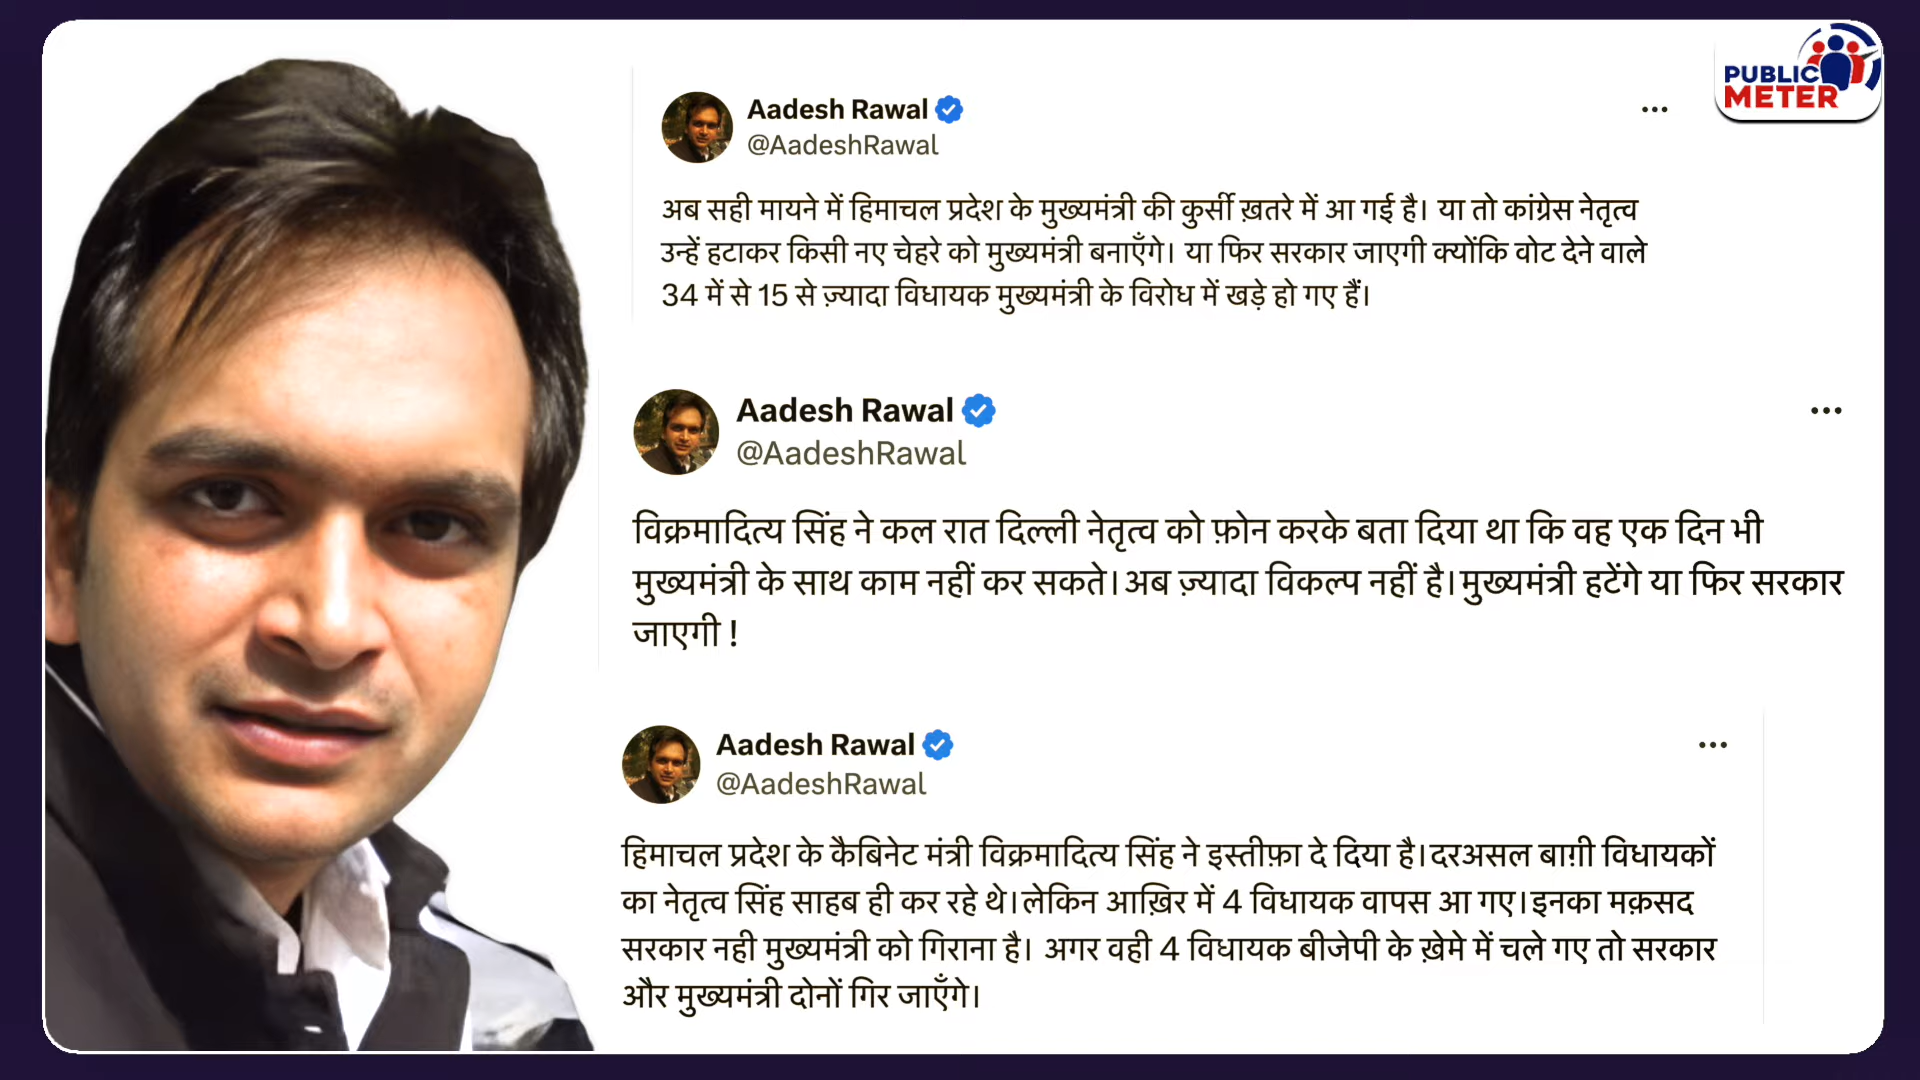 PUBLIC
METER
Aadesh Rawal
@AadeshRawal
अब सही मायने में हिमाचल प्रदेश के मुख्यमंत्री की कुर्सी ख़तरे में आ गई है। या तो कांग्रेस नेतृत्व
उन्हें हटाकर किसी नए चेहरे को मुख्यमंत्री बनाएँगे। या फिर सरकार जाएगी क्योंकि वोट देने वाले
34 में से 15 से ज़्यादा विधायक मुख्यमंत्री के विरोध में खड़े हो गए हैं।
Aadesh Rawal
@AadeshRawal
विक्रमादित्य सिंह ने कल रात दिल्ली नेतृत्व को फ़ोन करके बता दिया था कि वह एक दिन भी
मुख्यमंत्री के साथ काम नहीं कर सकते।अब ज़्यादा विकल्प नहीं है।मुख्यमंत्री हटेंगे या फिर सरकार
जाएगी !
Aadesh Rawal
@AadeshRawal
हिमाचल प्रदेश के कैबिनेट मंत्री विक्रमादित्य सिंह ने इस्तीफ़ा दे दिया है।दरअसल बाग़ी विधायकों
का नेतृत्व सिंह साहब ही कर रहे थे।लेकिन आख़िर में 4 विधायक वापस आ गए।इनका मक़सद
सरकार नही मुख्यमंत्री को गिराना है। अगर वही 4 विधायक बीजेपी के ख़ेमे में चले गए तो सरकार
और मुख्यमंत्री दोनों गिर जाएँगे।